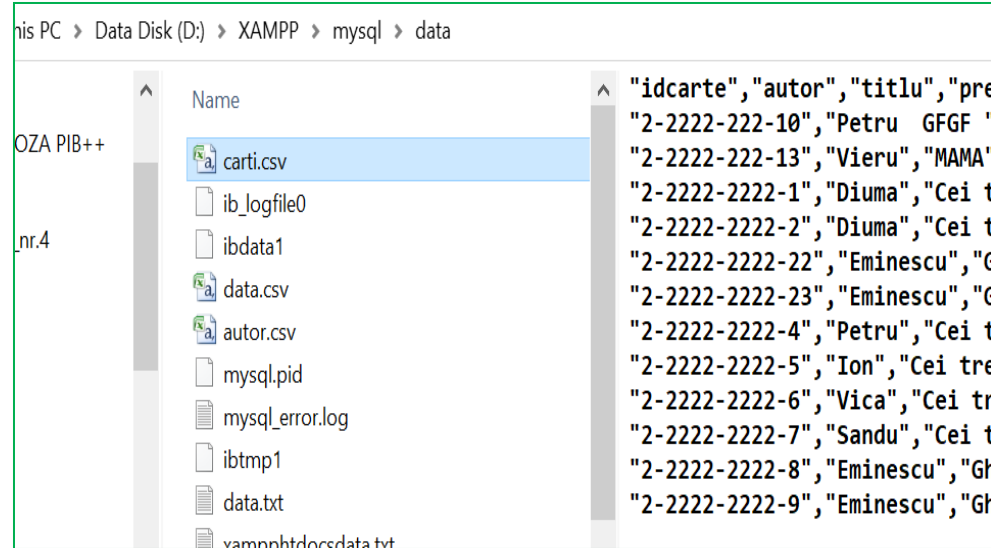 his PC > Data Disk (D:) > XAMPP > mysql > data
OZA PIB++
_nr.4
Name
carti.csv
ib_logfile0
ibdata1
data.csv
autor.csv
mysql.pid
mysql_error.log
ibtmp1
data.txt
xampphtdocsdata.txt
"idcarte","autor","titlu","pre
"2-2222-222-10","Petru  GFGF "
"2-2222-222-13","Vieru","MAMA"
"2-2222-2222-1","Diuma","Cei t
"2-2222-2222-2","Diuma","Cei t
"2-2222-2222-22","Eminescu","G
"2-2222-2222-23","Eminescu","G
"2-2222-2222-4","Petru","Cei t
"2-2222-2222-5","Ion","Cei tre
"2-2222-2222-6","Vica","Cei tr
"2-2222-2222-7","Sandu","Cei t
"2-2222-2222-8","Eminescu","Gh
"2-2222-2222-9","Eminescu","Gh